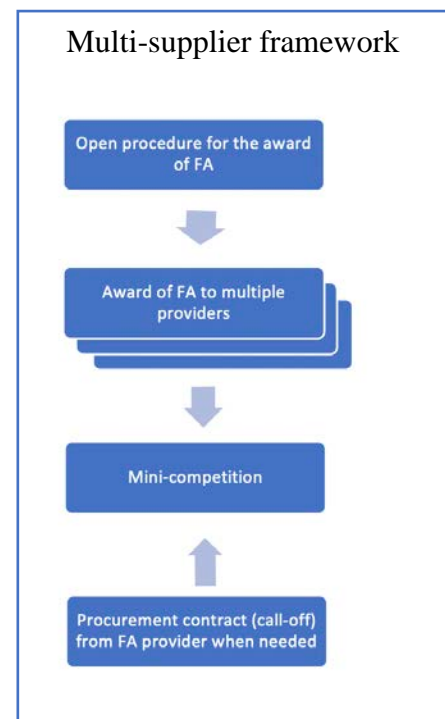 Multi-supplier framework
Open procedure for the award
of FA
Award of FA to multiple
providers
Mini-competition
Procurement contract (call-off)
from FA provider when needed